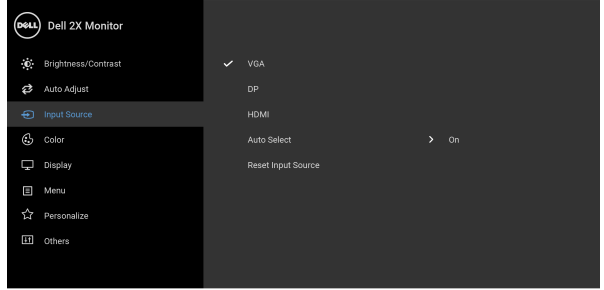 DELL Dell 2X Monitor
Brightness/Contrast
VGA
Auto Adjust
DP
Input Source
HDMI
Color
Auto Select
On
Display
Reset Input Source
Menu
Personalize
Others